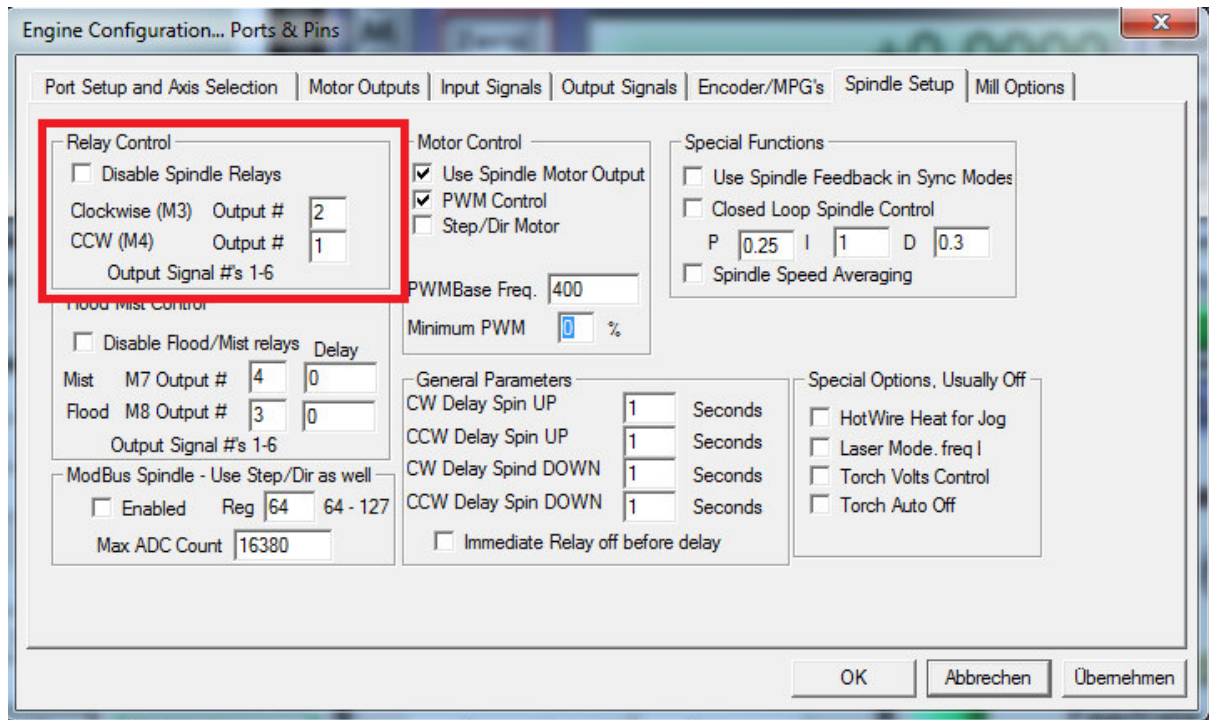 Engine Configuration... Ports & Pins
Port Setup and Axis Selection
Motor Outputs
Input Signals
Output Signals
Encoder/MPG's
Spindle Setup
Mill Options
Relay Control
Disable Spindle Relays
Clockwise (M3) Output # 2
CCW (M4) Output # 1
Output Signal #'s 1-6
Flood Mist Control
Disable Flood/Mist relays Delay
Mist M7 Output # 4 0
Flood M8 Output # 3 0
Output Signal #'s 1-6
ModBus Spindle - Use Step/Dir as well
Enabled Reg 64 64 - 127
Max ADC Count 16380
Motor Control
Use Spindle Motor Output
PWM Control
Step/Dir Motor
PWMBase Freq. 400
Minimum PWM 0 %
General Parameters
CW Delay Spin UP 1 Seconds
CCW Delay Spin UP 1 Seconds
CW Delay Spind DOWN 1 Seconds
CCW Delay Spin DOWN 1 Seconds
Immediate Relay off before delay
Special Functions
Use Spindle Feedback in Sync Modes
Closed Loop Spindle Control
P 0.25 I 1 D 0.3
Spindle Speed Averaging
Special Options, Usually Off
HotWire Heat for Jog
Laser Mode. freq I
Torch Volts Control
Torch Auto Off
OK
Abbrechen
Übernehmen